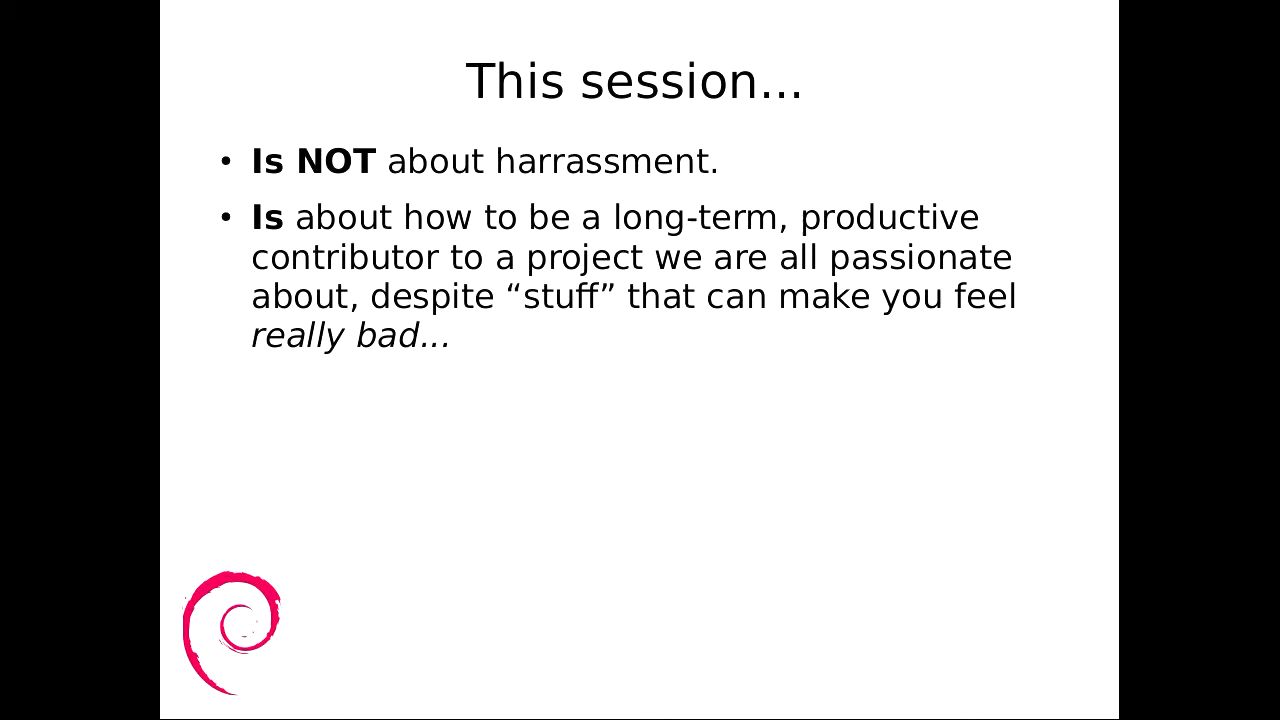 This session...
• Is NOT about harrassment.
• Is about how to be a long-term, productive
contributor to a project we are all passionate
about, despite “stuff” that can make you feel
really bad...